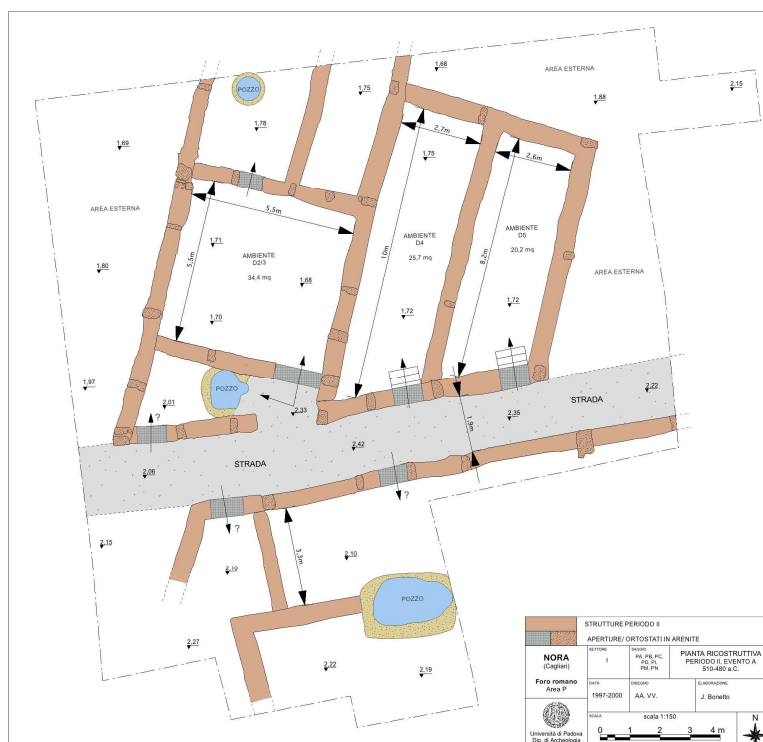 1,68
AREA ESTERNA
POZZO
1,75
1,88
2,15
1,78
2,7m
1,69
1,75
2,6m
AREA ESTERNA
5,5m
5,5m
AMBIENTE
D2/3
34,4 mq
1,71
1,68
1,70
10m
AMBIENTE
D4
25,7 mq
1,72
8,2m
AMBIENTE
D5
20,2 mq
1,72
AREA ESTERNA
1,80
1,97
POZZO
2,01
?
2,33
2,35
STRADA
2,22
1,9m
2,42
STRADA
2,06
?
?
2,15
3,3m
2,10
2,10
POZZO
2,27
2,22
2,19
STRUTTURE PERIODO II
APERTURE/ ORTOSTATI IN ARENITE
NORA
(Cagliari)
Foro romano
Area P
Università di Padova
Dip. di Archeologia
SETTORE
I
SAGGIO
PA, PB, PC,
PD, PI,
PM, PN
PIANTA RICOSTRUTTIVA
PERIODO II, EVENTO A
510-480 a.C.
DATA
1997-2000
DISEGNO
AA. VV.
ELABORAZIONE
J. Bonetto
SCALA
scala 1:150
0 1 2 3 4 m
N